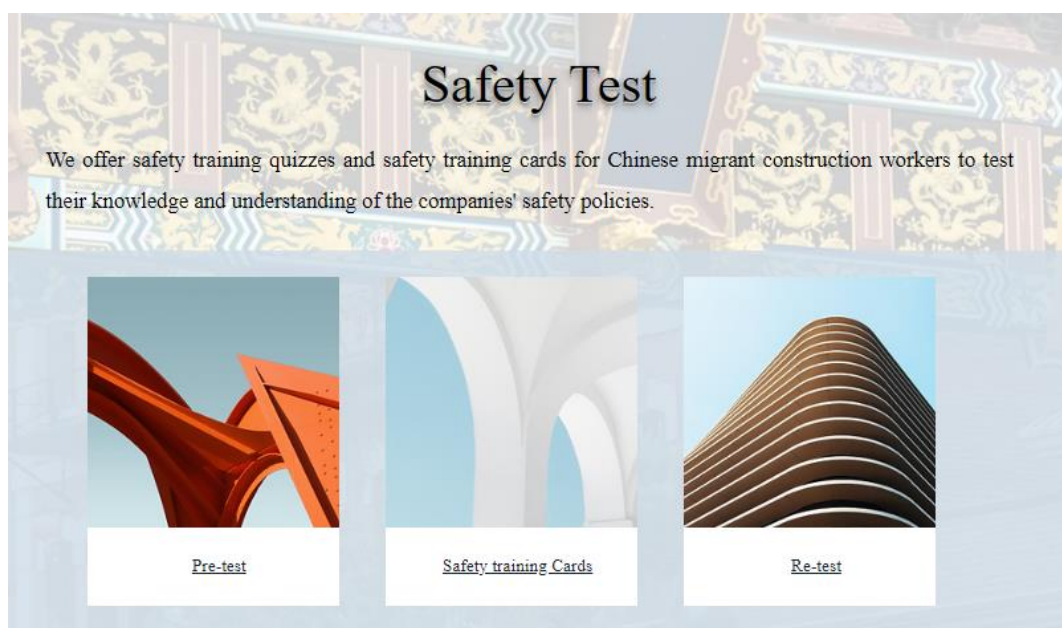 Safety Test
We offer safety training quizzes and safety training cards for Chinese migrant construction workers to test
their knowledge and understanding of the companies' safety policies.
Pre-test
Safety training Cards
Re-test